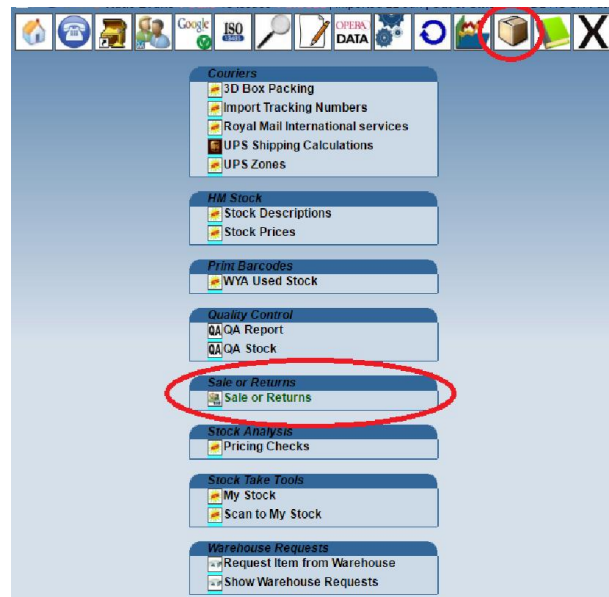 Google
ISO
OPERA
DATA
X
Couriers
3D Box Packing
Import Tracking Numbers
Royal Mail International services
UPS Shipping Calculations
UPS Zones
HM Stock
Stock Descriptions
Stock Prices
Print Barcodes
WYA Used Stock
Quality Control
QA QA Report
QA QA Stock
Sale or Returns
Sale or Returns
Stock Analysis
Pricing Checks
Stock Take Tools
My Stock
Scan to My Stock
Warehouse Requests
Request Item from Warehouse
Show Warehouse Requests